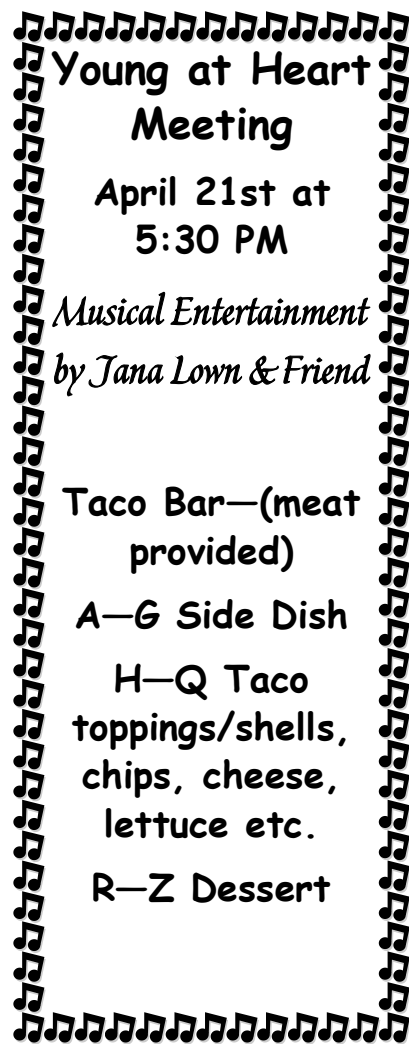 Young at Heart
Meeting
April 21st at
5:30 PM
Musical Entertainment
by Jana Lown & Friend
Taco Bar—(meat
provided)
A—G Side Dish
H—Q Taco
toppings/shells,
chips, cheese,
lettuce etc.
R—Z Dessert